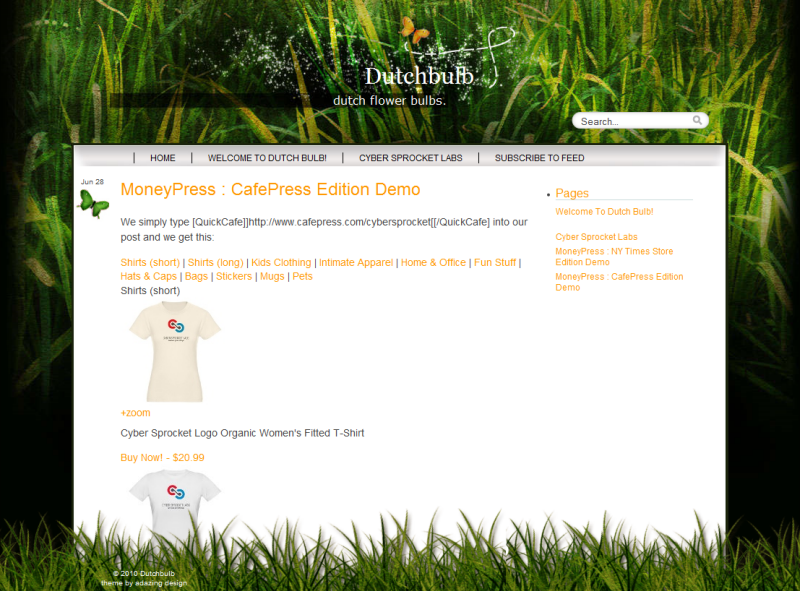 Dutchbulb
dutch flower bulbs.
Search...
HOME
WELCOME TO DUTCH BULB!
CYBER SPROCKET LABS
SUBSCRIBE TO FEED
Jun 28
MoneyPress : CafePress Edition Demo
We simply type [QuickCafe]]http://www.cafepress.com/cybersprocket[[/QuickCafe] into our
post and we get this:
Shirts (short) | Shirts (long) | Kids Clothing | Intimate Apparel | Home & Office | Fun Stuff |
Hats & Caps | Bags | Stickers | Mugs | Pets
Shirts (short)
+zoom
Cyber Sprocket Logo Organic Women's Fitted T-Shirt
Buy Now! - $20.99
Pages
Welcome To Dutch Bulb!
Cyber Sprocket Labs
MoneyPress : NY Times Store
Edition Demo
MoneyPress : CafePress Edition
Demo
© 2010 Dutchbulb
theme by adazing design